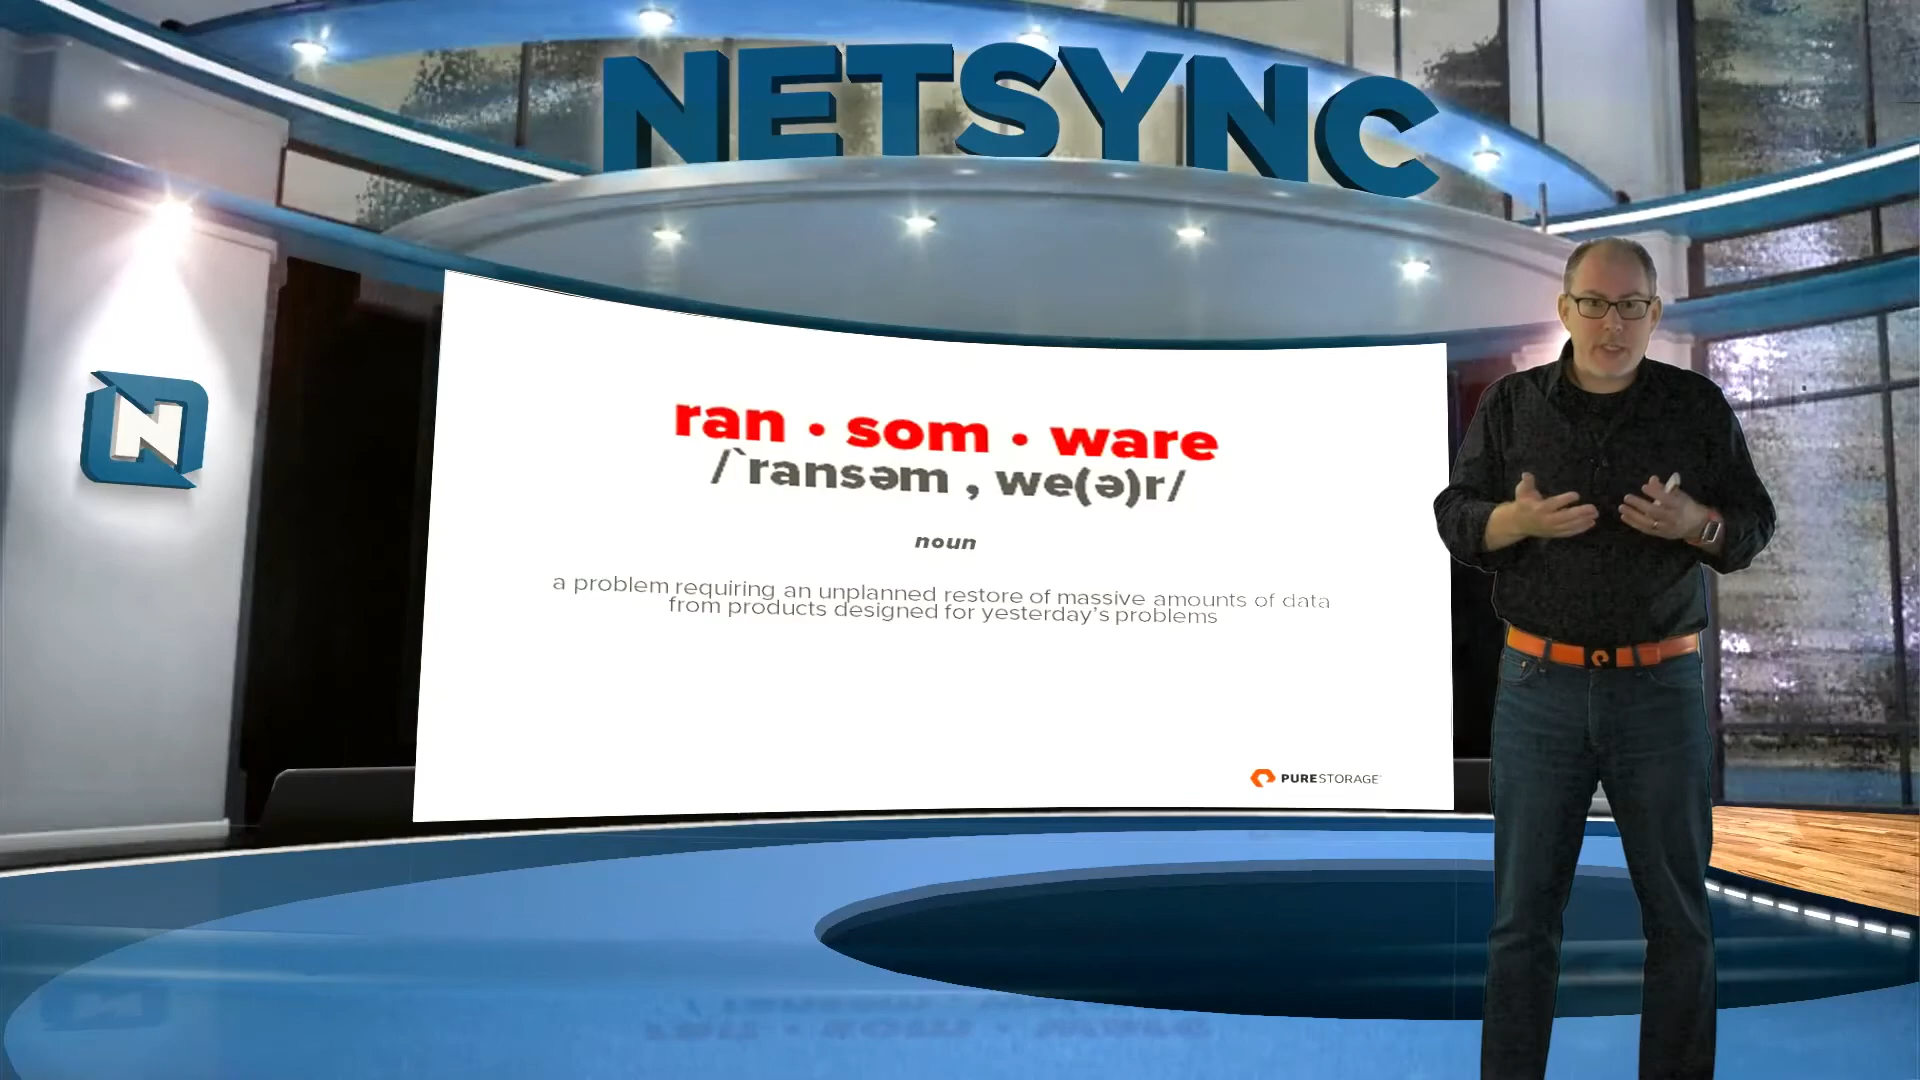 NETSYNC
N
ran • som • ware
/`ransəm , we(ə)r/
noun
a problem requiring an unplanned restore of massive amounts of data
from products designed for yesterday's problems
PURESTORAGE